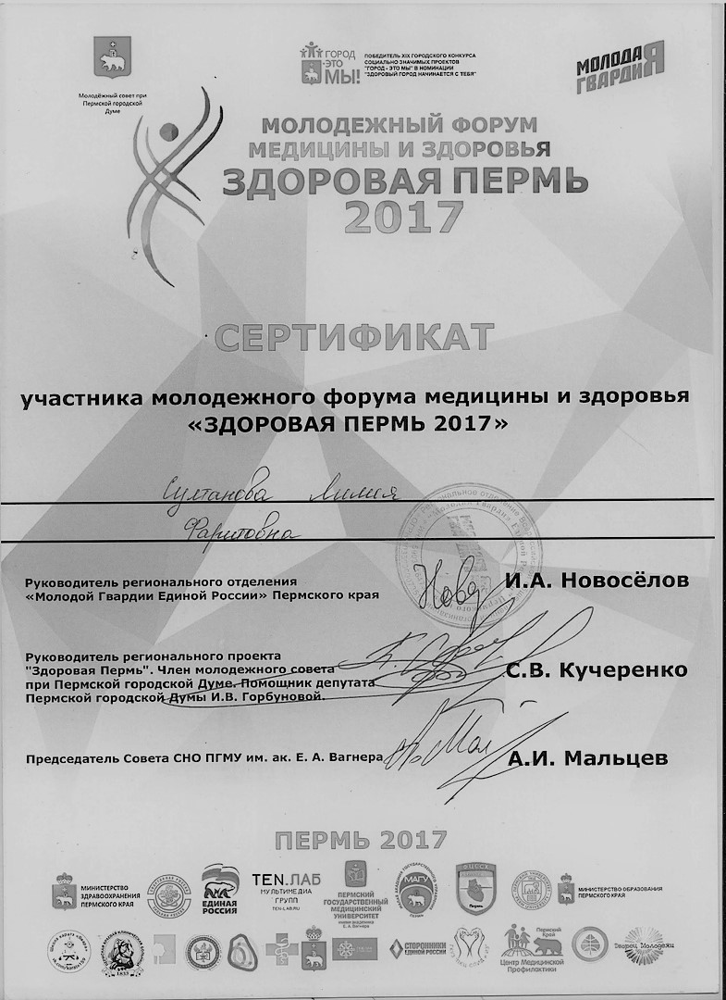 Молодёжный совет при
Пермской городской
Думе
ГОРОД
ЭТО
МЫ!
ПОБЕДИТЕЛЬ XIX ГОРОДСКОГО КОНКУРСА
СОЦИАЛЬНО ЗНАЧИМЫХ ПРОЕКТОВ
"ГОРОД - ЭТО МЫ" В НОМИНАЦИИ
"ЗДОРОВЫЙ ГОРОД НАЧИНАЕТСЯ С ТЕБЯ"
МОЛОДАЯ
ГВАРДИЯ
МОЛОДЕЖНЫЙ ФОРУМ
МЕДИЦИНЫ И ЗДОРОВЬЯ
ЗДОРОВАЯ ПЕРМЬ
2017
СЕРТИФИКАТ
участника молодежного форума медицины и здоровья
«ЗДОРОВАЯ ПЕРМЬ 2017»
Султанова Лилия
Фаритовна
Руководитель регионального отделения
«Молодой Гвардии Единой России» Пермского края
И.А. Новосёлов
Руководитель регионального проекта
"Здоровая Пермь". Член молодежного совета
при Пермской городской Думе. Помощник депутата
Пермской городской Думы И.В. Горбуновой.
С.В. Кучеренко
Председатель Совета СНО ПГМУ им. ак. Е. А. Вагнера
А.И. Мальцев
ПЕРМЬ 2017
МИНИСТЕРСТВО
ЗДРАВООХРАНЕНИЯ
ПЕРМСКОГО КРАЯ
ЕДИНАЯ
РОССИЯ
TEN.ЛАБ
МУЛЬТИМЕДИА
ГРУПП
TEN-LAB.RU
ПЕРМСКИЙ
ГОСУДАРСТВЕННЫЙ
МЕДИЦИНСКИЙ
УНИВЕРСИТЕТ
имени академика
Е. А. Вагнера
МАГУ
Пермь
МИНИСТЕРСТВО ОБРАЗОВАНИЯ
ПЕРМСКОГО КРАЯ
1833
СТОРОННИКИ
ЕДИНОЙ РОССИИ
Пермский
Край
Центр Медицинской
Профилактики
Дворец Молодежи